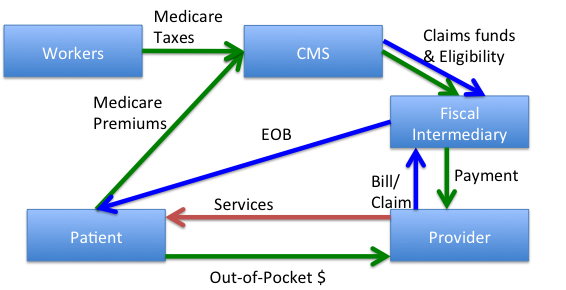 Medicare
Taxes
Workers
CMS
Claims funds
& Eligibility
Medicare
Premiums
EOB
Fiscal
Intermediary
Bill/
Claim
Payment
Services
Patient
Provider
Out-of-Pocket $